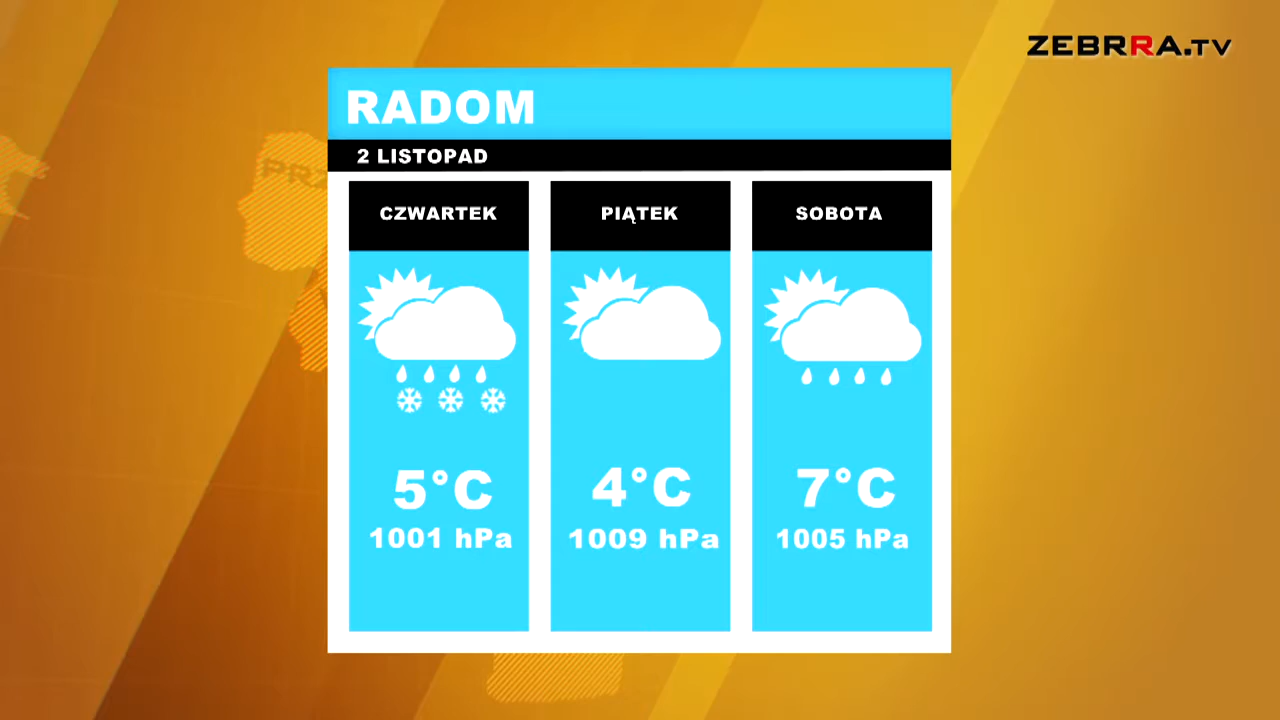 ZEBRRA.TV
RADOM
2 LISTOPAD
CZWARTEK
PIĄTEK
SOBOTA
5°C
4°C
7°C
1001 hPa
1009 hPa
1005 hPa